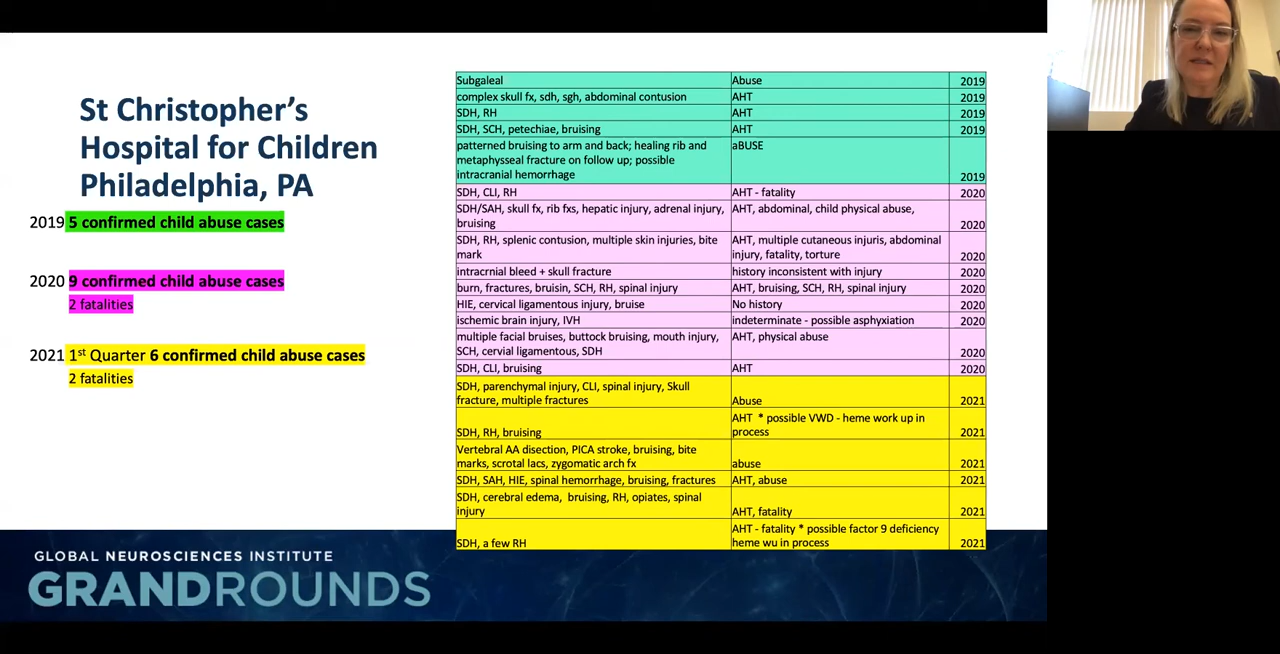 St Christopher's
Hospital for Children
Philadelphia, PA
2019 5 confirmed child abuse cases
2020 9 confirmed child abuse cases
2 fatalities
2021 1st Quarter 6 confirmed child abuse cases
2 fatalities
Subgaleal Abuse 2019
complex skull fx, sdh, sgh, abdominal contusion AHT 2019
SDH, RH AHT 2019
SDH, SCH, petechiae, bruising AHT 2019
patterned bruising to arm and back; healing rib and aBUSE
metaphysseal fracture on follow up; possible
intracranial hemorrhage 2019
SDH, CLI, RH AHT - fatality 2020
SDH/SAH, skull fx, rib fxs, hepatic injury, adrenal injury, AHT, abdominal, child physical abuse,
bruising 2020
SDH, RH, splenic contusion, multiple skin injuries, bite AHT, multiple cutaneous injuris, abdominal
mark injury, fatality, torture 2020
intracrnial bleed + skull fracture history inconsistent with injury 2020
burn, fractures, bruisin, SCH, RH, spinal injury AHT, bruising, SCH, RH, spinal injury 2020
HIE, cervical ligamentous injury, bruise No history 2020
ischemic brain injury, IVH indeterminate - possible asphyxiation 2020
multiple facial bruises, buttock bruising, mouth injury, AHT, physical abuse
SCH, cervial ligamentous, SDH 2020
SDH, CLI, bruising AHT 2020
SDH, parenchymal injury, CLI, spinal injury, Skull
fracture, multiple fractures Abuse 2021
AHT * possible VWD - heme work up in
SDH, RH, bruising process 2021
Vertebral AA disection, PICA stroke, bruising, bite
marks, scrotal lacs, zygomatic arch fx abuse 2021
SDH, SAH, HIE, spinal hemorrhage, bruising, fractures AHT, abuse 2021
SDH, cerebral edema, bruising, RH, opiates, spinal
injury AHT, fatality 2021
AHT - fatality * possible factor 9 deficiency
SDH, a few RH heme wu in process 2021
GLOBAL NEUROSCIENCES INSTITUTE
GRANDROUNDS